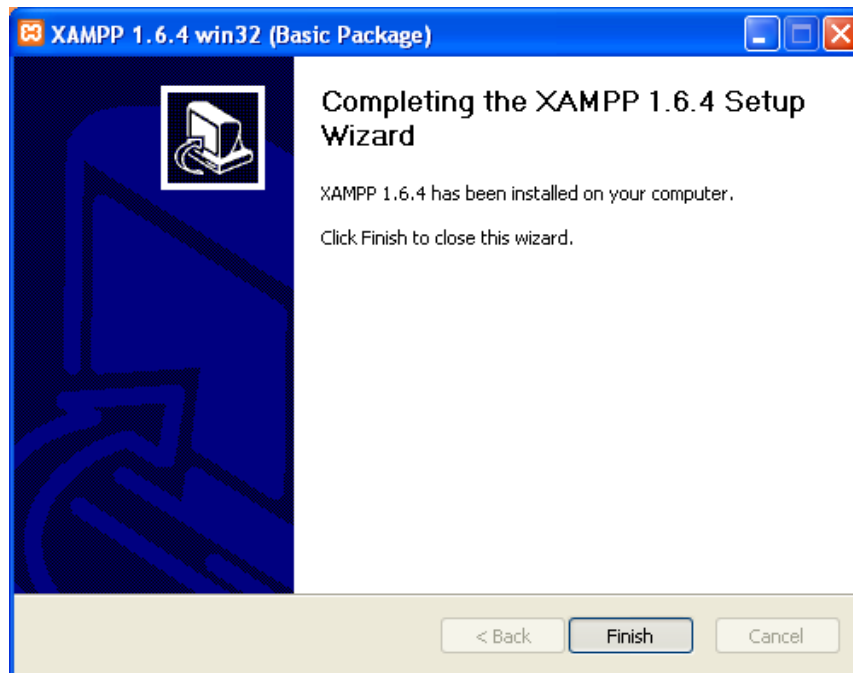 XAMPP 1.6.4 win32 (Basic Package)
Completing the XAMPP 1.6.4 Setup
Wizard
XAMPP 1.6.4 has been installed on your computer.
Click Finish to close this wizard.
< Back Finish Cancel